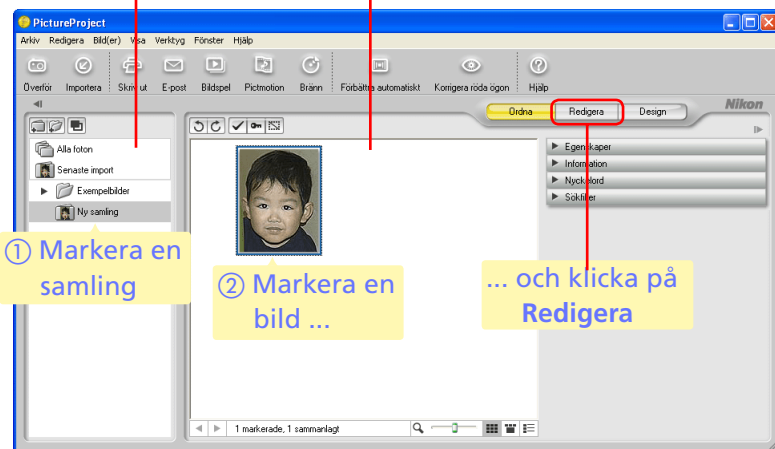 PictureProject
Arkiv Redigera Bild(er) Visa Verktyg Fönster Hjälp
Överför Importera Skriv ut E-post Bildspel Pictmotion Bränn Förbättra automatiskt Korrigera röda ögon Hjälp
Ordna Redigera Design Nikon
Alla foton
Senaste import
Exempelbilder
Ny samling
Egenskaper
Information
Nyckelord
Sökfilter
① Markera en
samling
② Markera en
bild ...
... och klicka på
Redigera
1 markerade, 1 sammanlagt